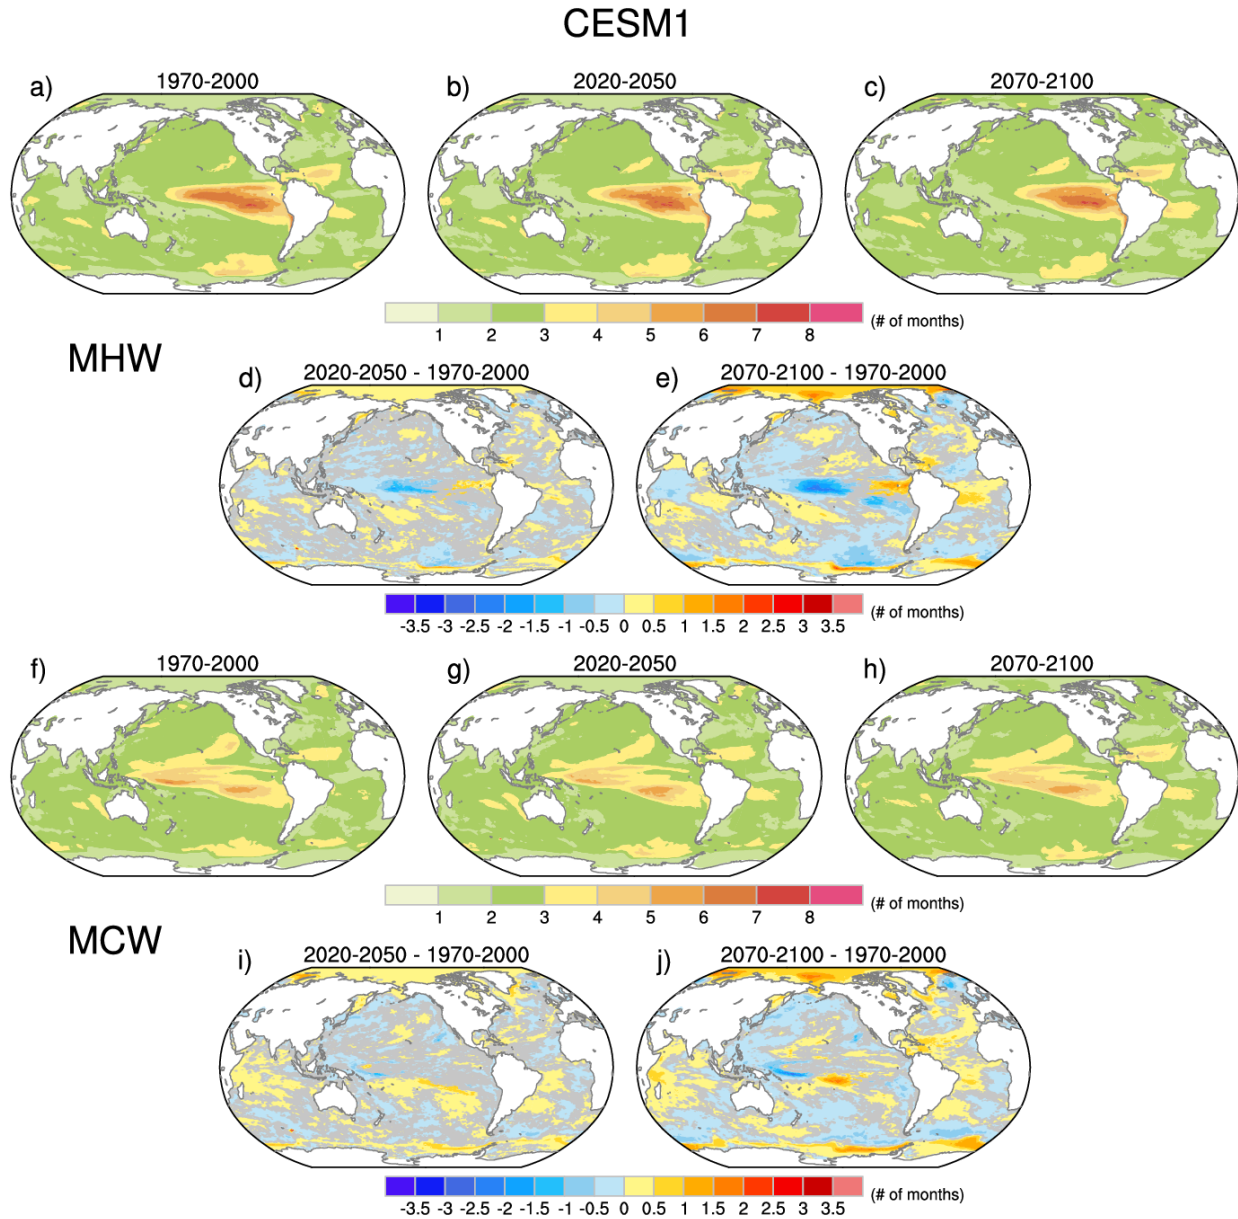 CESM1
a) 1970-2000 b) 2020-2050 c) 2070-2100
1 2 3 4 5 6 7 8 (# of months)
MHW
d) 2020-2050 - 1970-2000 e) 2070-2100 - 1970-2000
-3.5 -3 -2.5 -2 -1.5 -1 -0.5 0 0.5 1 1.5 2 2.5 3 3.5 (# of months)
f) 1970-2000 g) 2020-2050 h) 2070-2100
1 2 3 4 5 6 7 8 (# of months)
MCW
i) 2020-2050 - 1970-2000 j) 2070-2100 - 1970-2000
-3.5 -3 -2.5 -2 -1.5 -1 -0.5 0 0.5 1 1.5 2 2.5 3 3.5 (# of months)